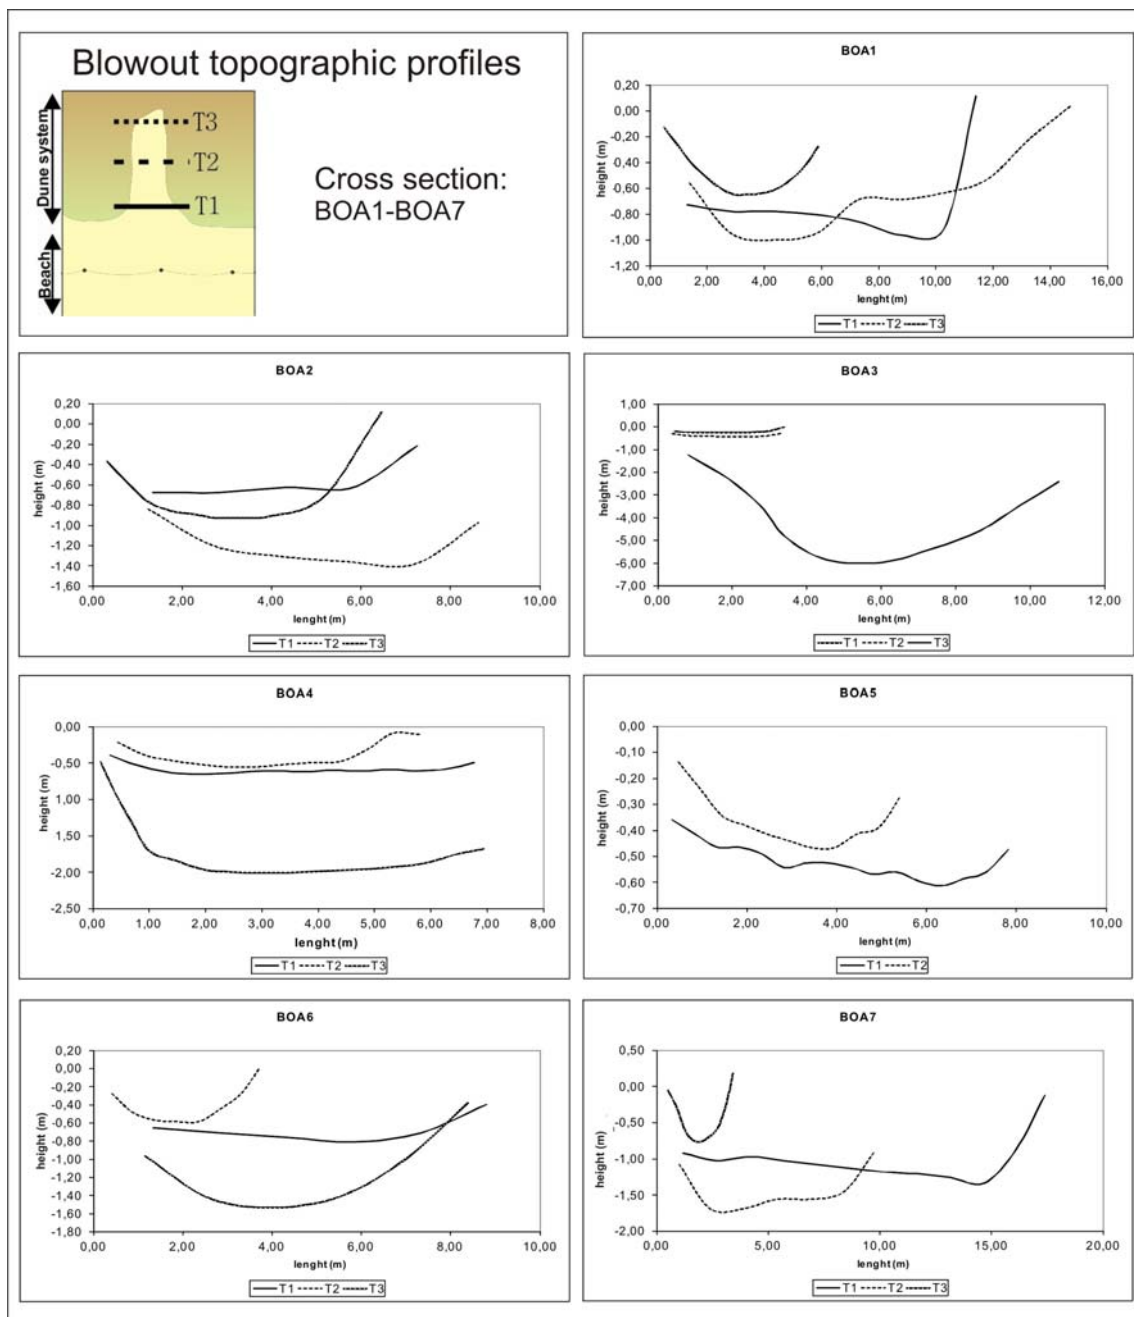 Blowout topographic profiles
Dune system
Beach
T3
T2
T1
Cross section:
BOA1-BOA7
BOA1
height (m)
0,20
0,00
-0,20
-0,40
-0,60
-0,80
-1,00
-1,20
0,00 2,00 4,00 6,00 8,00 10,00 12,00 14,00 16,00
lenght (m)
T1 T2 T3
BOA2
height (m)
0,20
0,00
-0,20
-0,40
-0,60
-0,80
-1,00
-1,20
-1,40
-1,60
0,00 2,00 4,00 6,00 8,00 10,00
lenght (m)
T1 T2 T3
BOA3
height (m)
1,00
0,00
-1,00
-2,00
-3,00
-4,00
-5,00
-6,00
-7,00
0,00 2,00 4,00 6,00 8,00 10,00 12,00
lenght (m)
T1 T2 T3
BOA4
height (m)
0,00
-0,50
1,00
1,50
-2,00
-2,50
0,00 1,00 2,00 3,00 4,00 5,00 6,00 7,00 8,00
lenght (m)
T1 T2 T3
BOA5
height (m)
0,00
-0,10
-0,20
-0,30
-0,40
-0,50
-0,60
-0,70
0,00 2,00 4,00 6,00 8,00 10,00
lenght (m)
T1 T2
BOA6
height (m)
0,20
0,00
-0,20
-0,40
-0,60
-0,80
-1,00
-1,20
-1,40
-1,60
-1,80
0,00 2,00 4,00 6,00 8,00 10,00
lenght (m)
T1 T2 T3
BOA7
height (m)
0,50
0,00
-0,50
-1,00
-1,50
-2,00
0,00 5,00 10,00 15,00 20,00
lenght (m)
T1 T2 T3